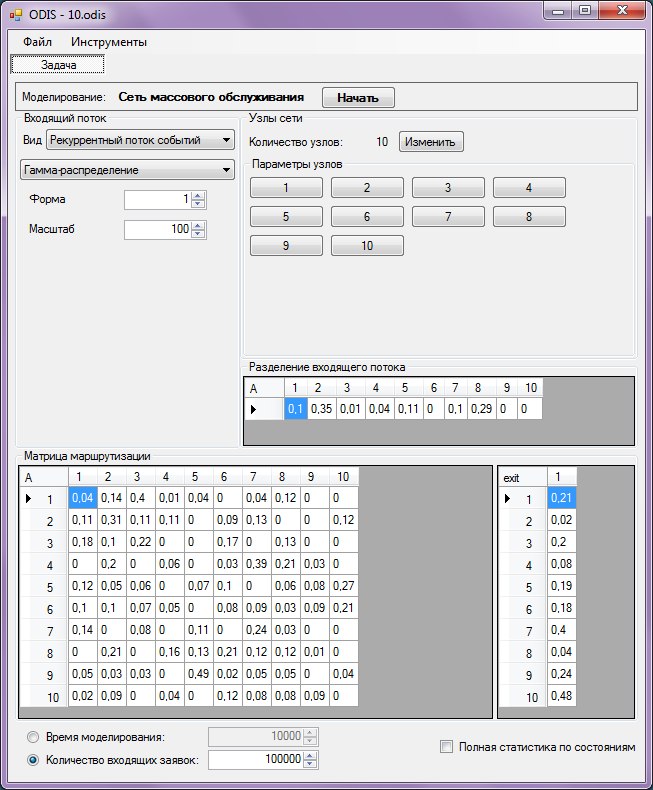 ODIS - 10.odis
Файл Инструменты
Задача
Моделирование: Сеть массового обслуживания Начать
Входящий поток
Вид Рекуррентный поток событий
Гамма-распределение
Форма 1
Масштаб 100
Узлы сети
Количество узлов: 10 Изменить
Параметры узлов
1 2 3 4
5 6 7 8
9 10
Разделение входящего потока
A 1 2 3 4 5 6 7 8 9 10
0,1 0,35 0,01 0,04 0,11 0 0,1 0,29 0 0
Матрица маршрутизации
A 1 2 3 4 5 6 7 8 9 10
1 0,04 0,14 0,4 0,01 0,04 0 0,04 0,12 0 0
2 0,11 0,31 0,11 0,11 0 0,09 0,13 0 0 0,12
3 0,18 0,1 0,22 0 0 0,17 0 0,13 0 0
4 0 0,2 0 0,06 0 0,03 0,39 0,21 0,03 0
5 0,12 0,05 0,06 0 0,07 0,1 0 0,06 0,08 0,27
6 0,1 0,1 0,07 0,05 0 0,08 0,09 0,03 0,09 0,21
7 0,14 0 0,08 0 0,11 0 0,24 0,03 0 0
8 0 0,21 0 0,16 0,13 0,21 0,12 0,12 0,01 0
9 0,05 0,03 0,03 0 0,49 0,02 0,05 0,05 0 0,04
10 0,02 0,09 0 0,04 0 0,12 0,08 0,08 0,09 0
exit 1
1 0,21
2 0,02
3 0,2
4 0,08
5 0,19
6 0,18
7 0,4
8 0,04
9 0,24
10 0,48
Время моделирования: 10000
Количество входящих заявок: 100000
Полная статистика по состояниям